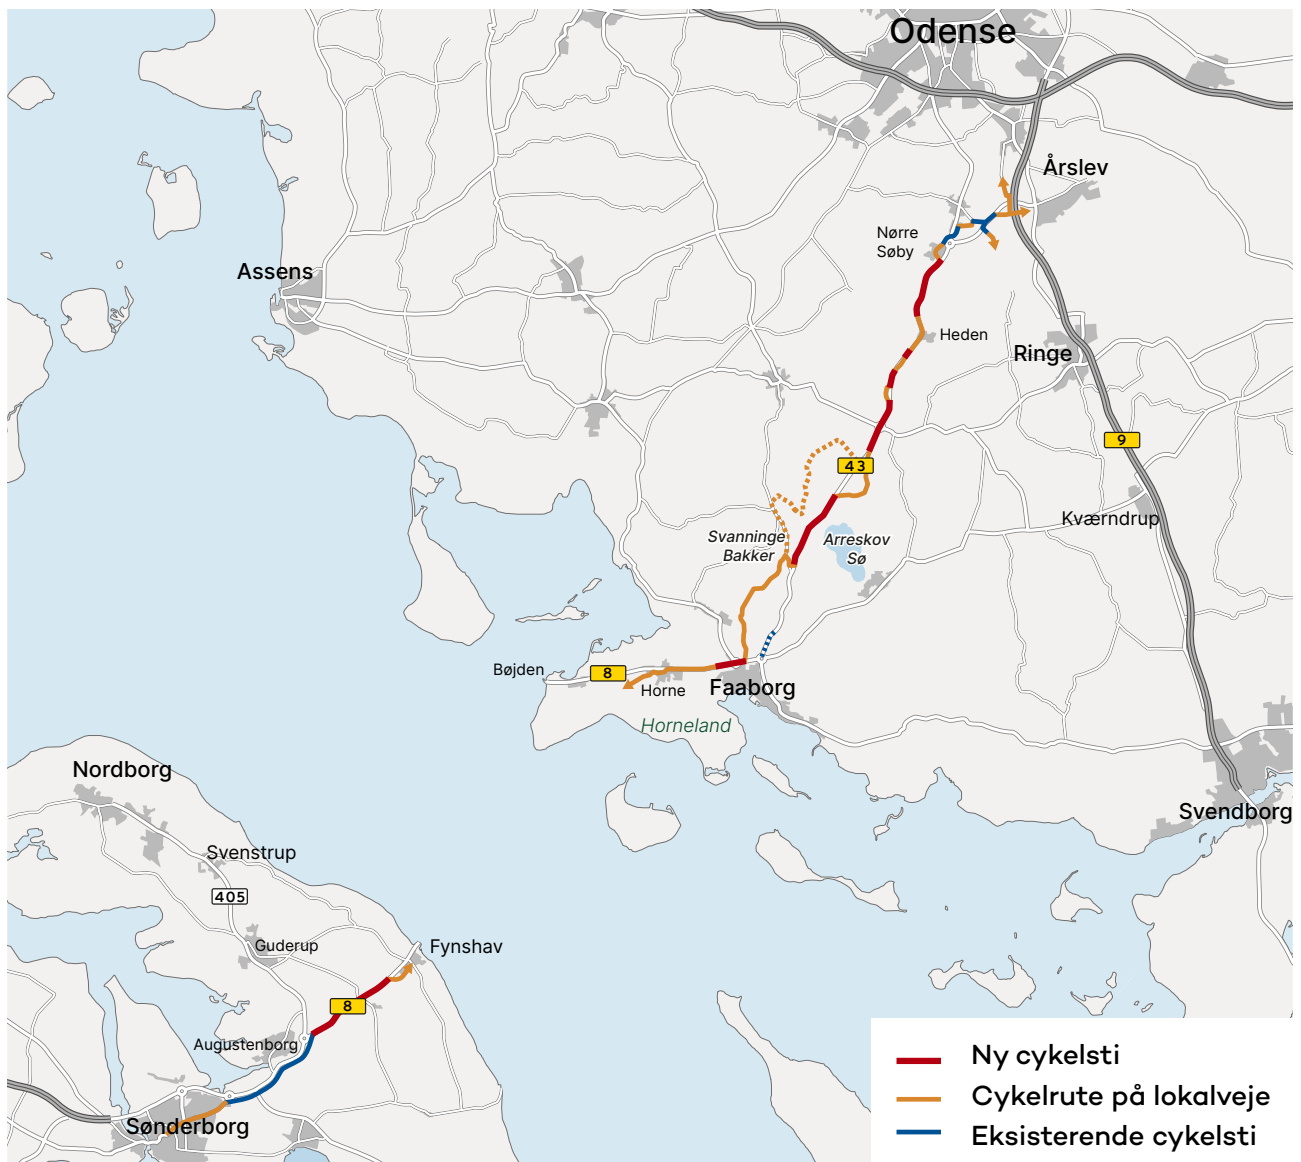 Odense
Årslev
Nørre
Søby
Assens
Heden
Ringe
9
43
Kværndrup
Svanninge
Bakker
Arreskov
Sø
Bøjden
8
Horne
Faaborg
Horneland
Nordborg
Svendborg
Svenstrup
405
Guderup
Fynshav
8
Augustenborg
Sønderborg
Ny cykelsti
Cykelrute på lokalveje
Eksisterende cykelsti